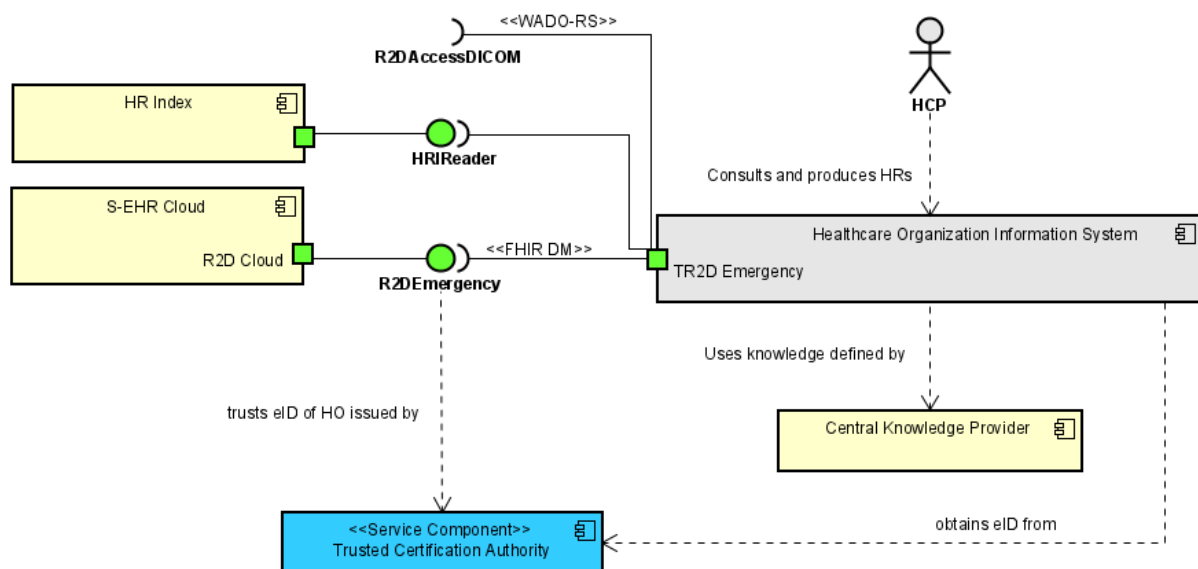 <<WADO-RS>>
R2DAccessDICOM
HCP
HR Index
HRIReader
Consults and produces HRs
S-EHR Cloud
R2D Cloud
<<FHIR DM>>
R2DEmergency
Healthcare Organization Information System
TR2D Emergency
Uses knowledge defined by
trusts eID of HO issued by
Central Knowledge Provider
<<Service Component>>
Trusted Certification Authority
obtains eID from